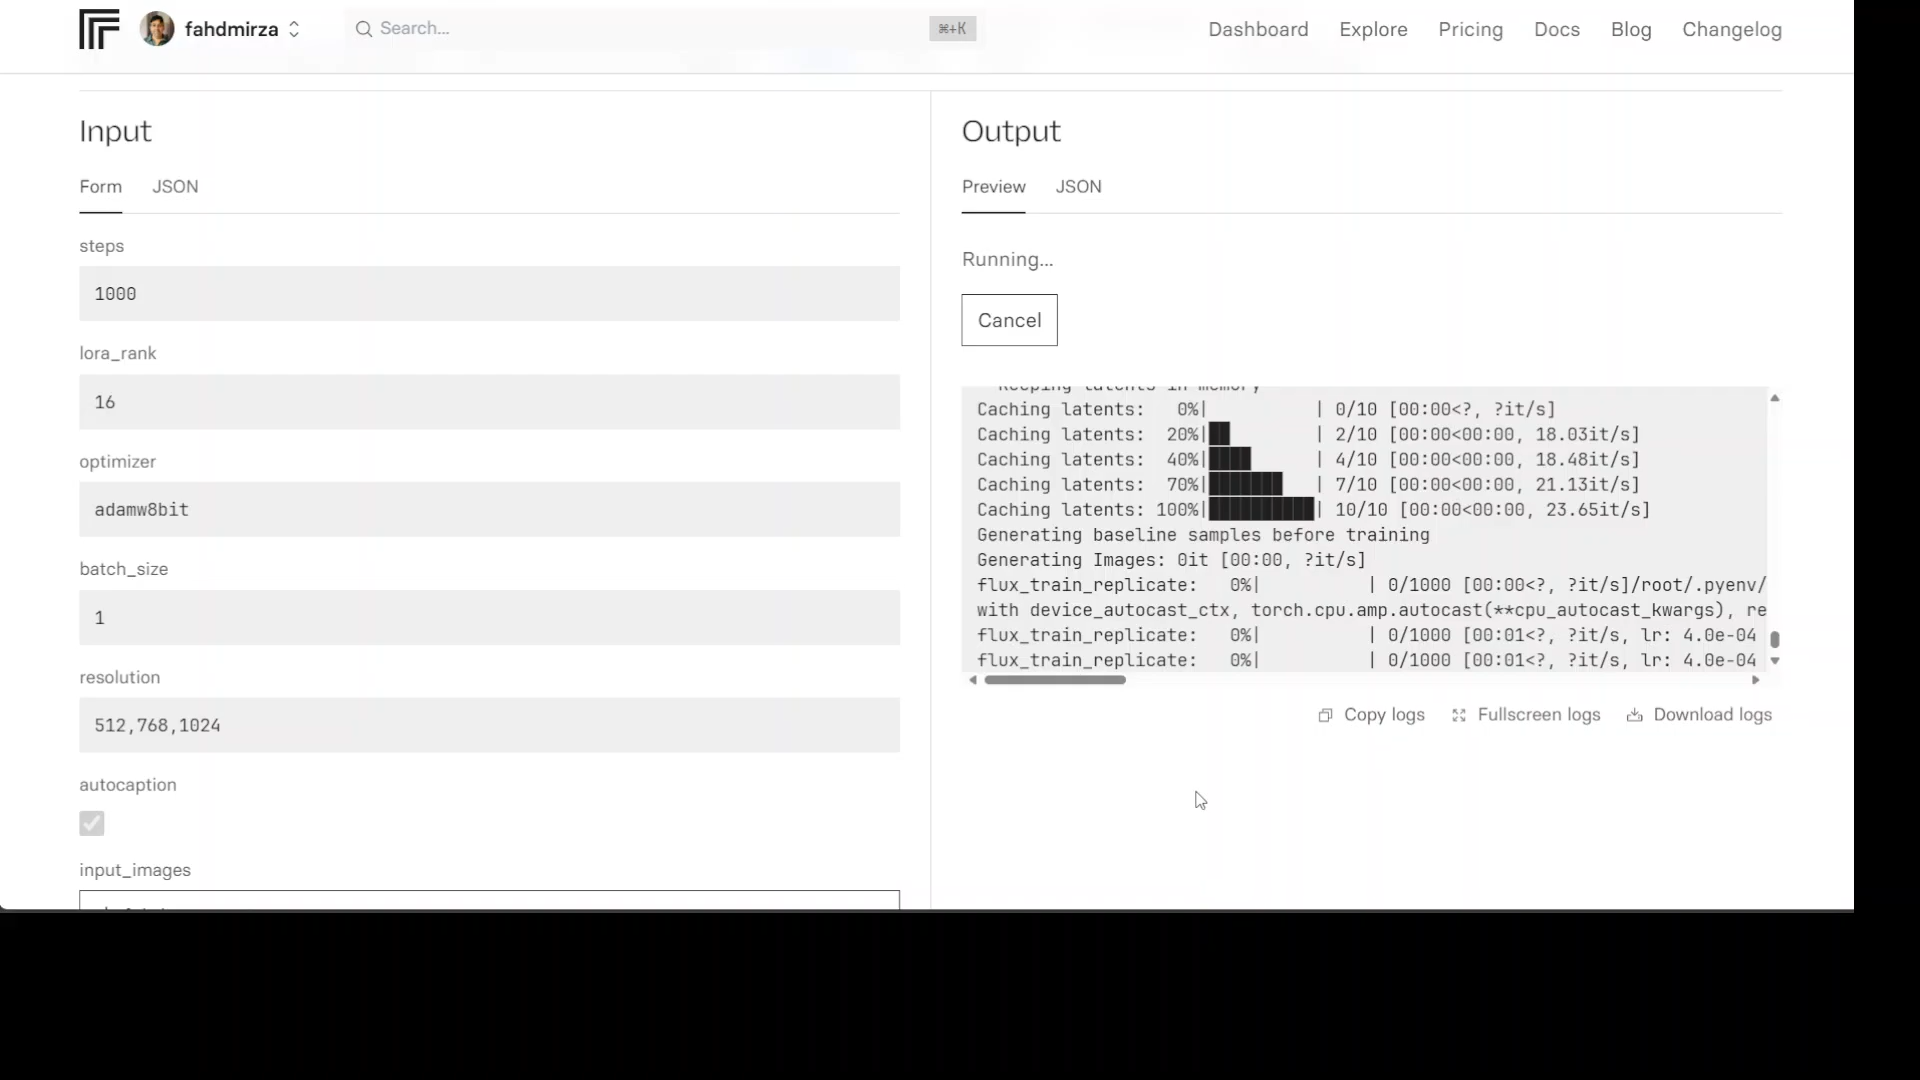 fahdmirza
Search...
⌘+K
Dashboard
Explore
Pricing
Docs
Blog
Changelog
Input
Form
JSON
steps
1000
lora_rank
16
optimizer
adamw8bit
batch_size
1
resolution
512,768,1024
autocaption
input_images
Output
Preview
JSON
Running...
Cancel
Keeping latents in memory
Caching latents:   0%|          | 0/10 [00:00<?, ?it/s]
Caching latents:  20%|██        | 2/10 [00:00<00:00, 18.03it/s]
Caching latents:  40%|████      | 4/10 [00:00<00:00, 18.48it/s]
Caching latents:  70%|███████   | 7/10 [00:00<00:00, 21.13it/s]
Caching latents: 100%|██████████| 10/10 [00:00<00:00, 23.65it/s]
Generating baseline samples before training
Generating Images: 0it [00:00, ?it/s]
flux_train_replicate:   0%|          | 0/1000 [00:00<?, ?it/s]/root/.pyenv/
with device_autocast_ctx, torch.cpu.amp.autocast(**cpu_autocast_kwargs), re
flux_train_replicate:   0%|          | 0/1000 [00:01<?, ?it/s, lr: 4.0e-04
flux_train_replicate:   0%|          | 0/1000 [00:01<?, ?it/s, lr: 4.0e-04
Copy logs
Fullscreen logs
Download logs